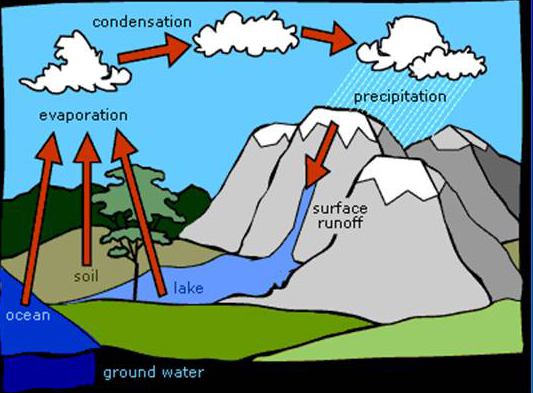 condensation
evaporation
precipitation
surface
runoff
soil
lake
ocean
ground water